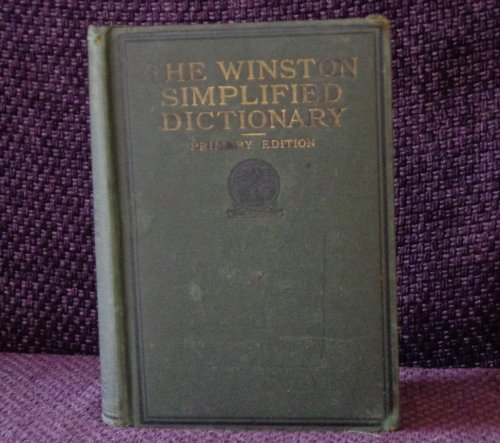 THE WINSTON
SIMPLIFIED
DICTIONARY
PRIMARY EDITION